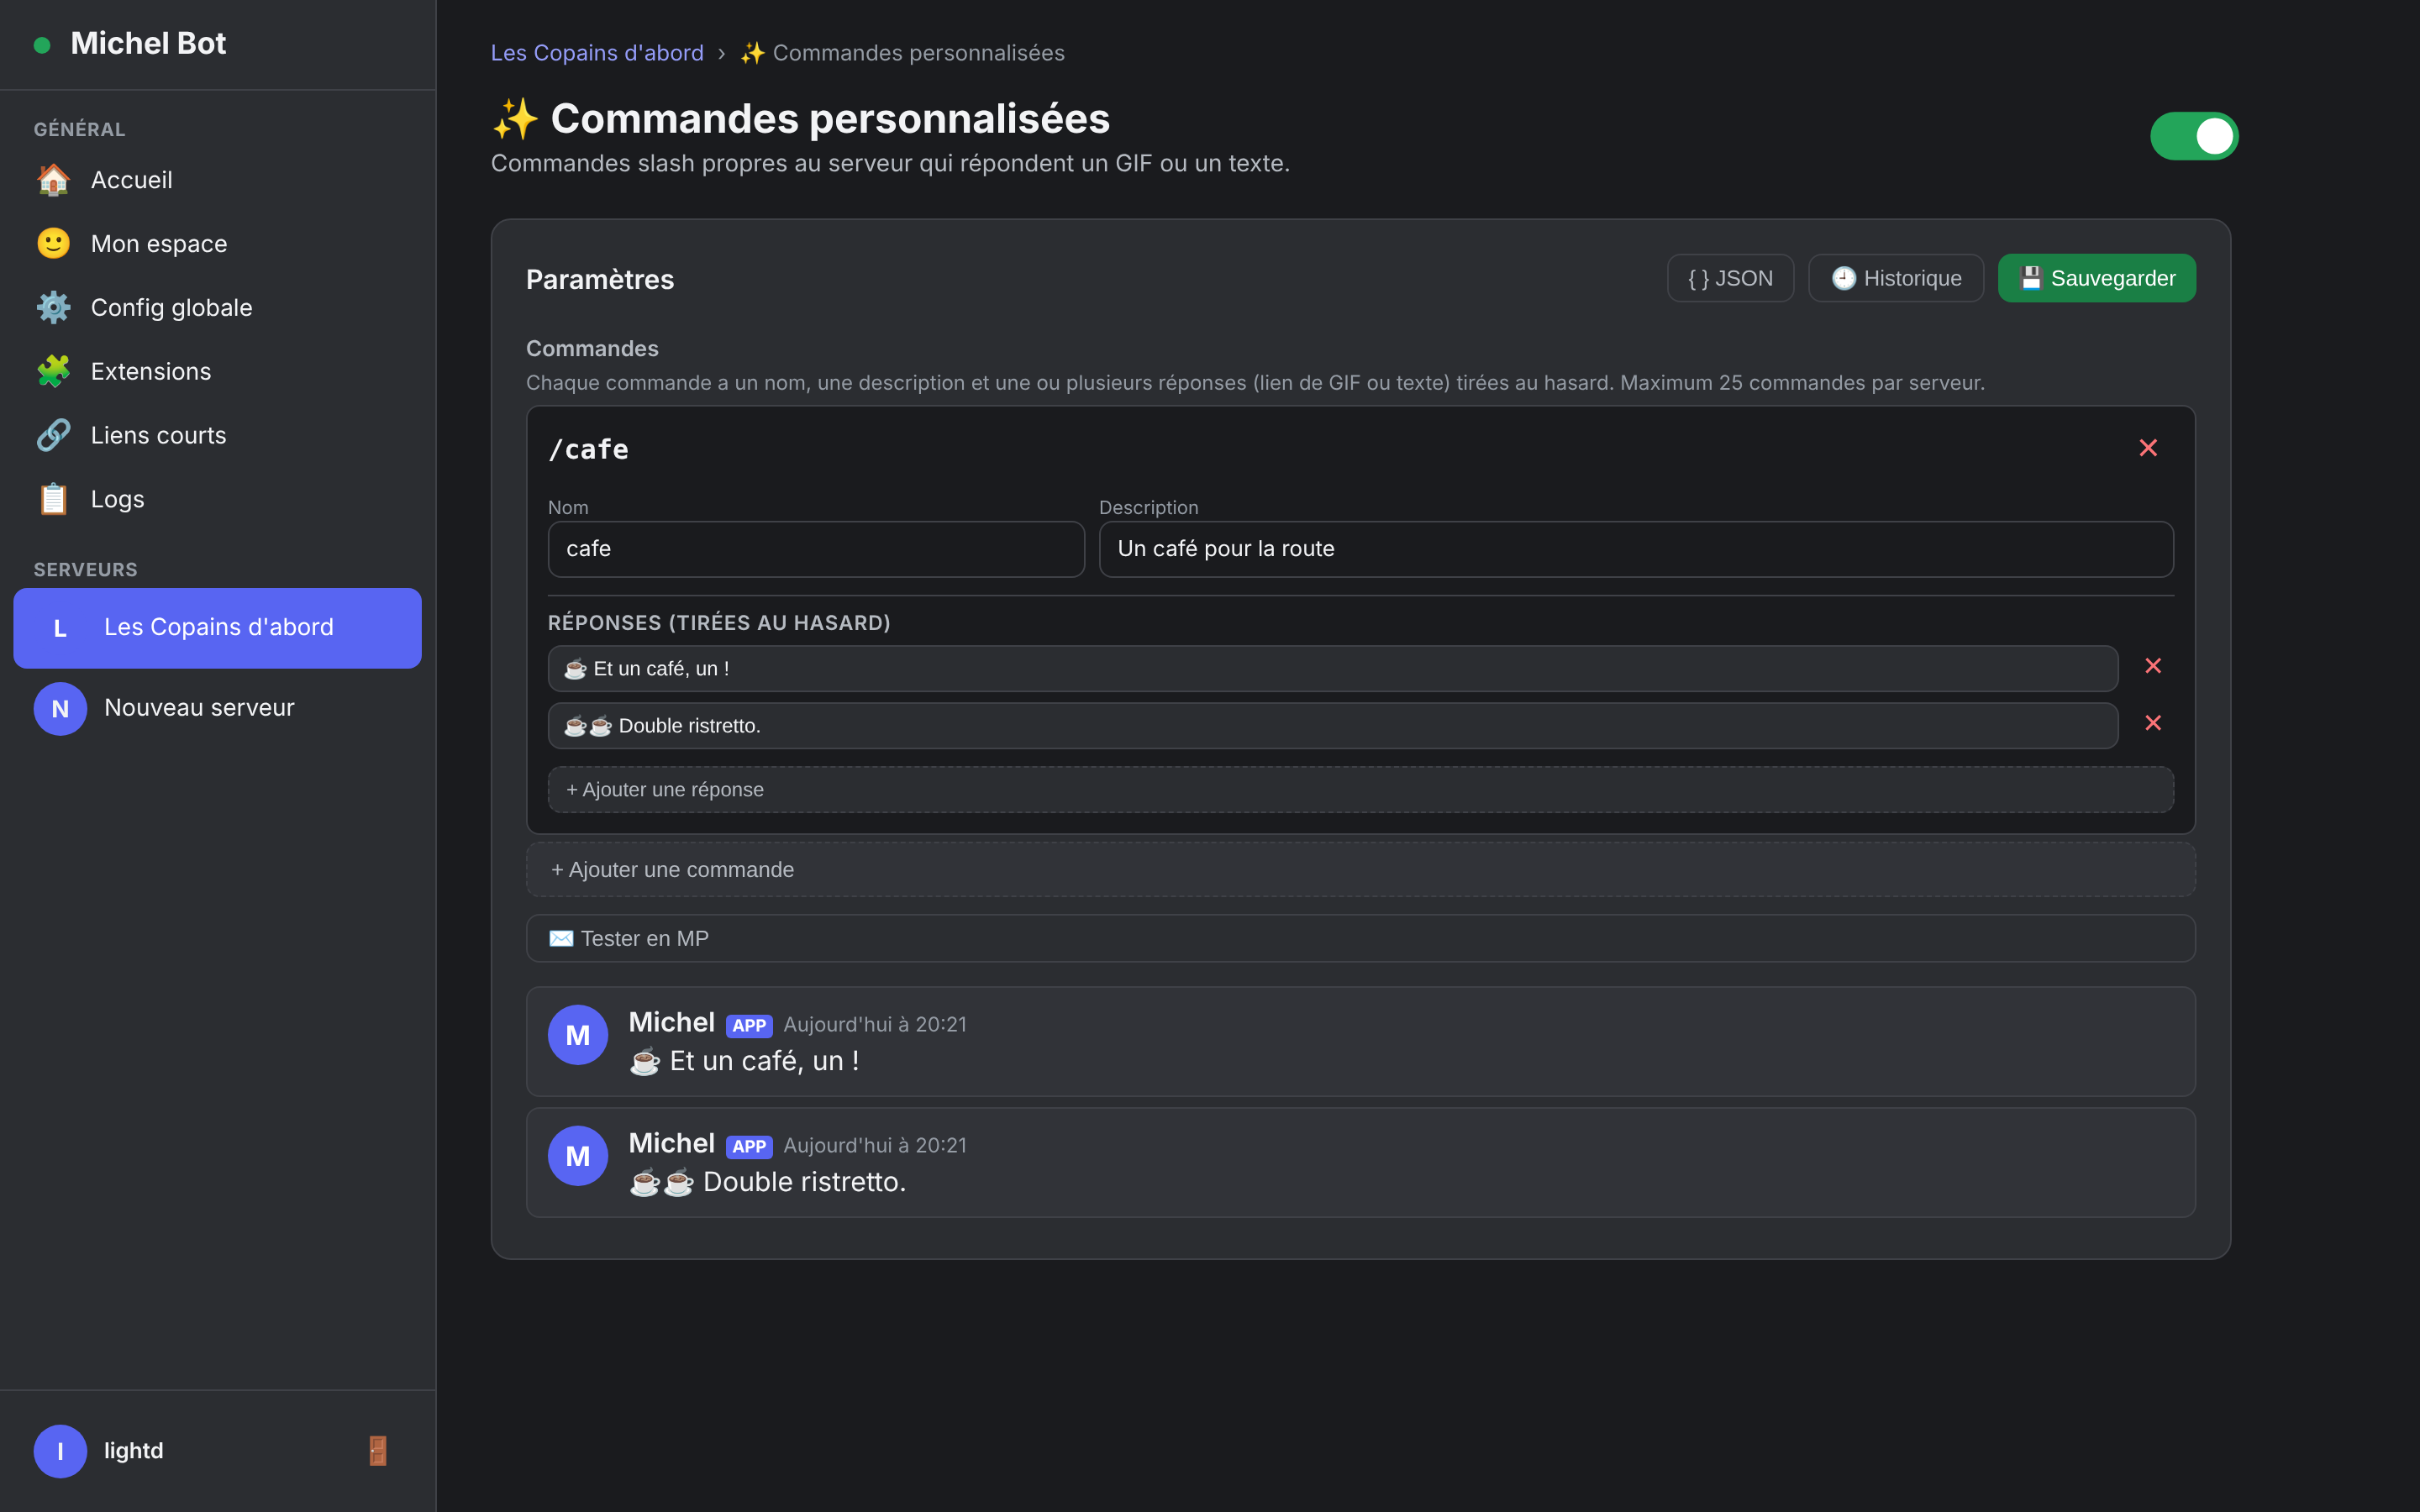 Michel Bot
GÉNÉRAL
🏠 Accueil
🙂 Mon espace
⚙️ Config globale
🧩 Extensions
🔗 Liens courts
📋 Logs
SERVEURS
L Les Copains d'abord
N Nouveau serveur
l lightd
Les Copains d'abord › ✨ Commandes personnalisées
✨ Commandes personnalisées
Commandes slash propres au serveur qui répondent un GIF ou un texte.
Paramètres
{ } JSON
🕘 Historique
💾 Sauvegarder
Commandes
Chaque commande a un nom, une description et une ou plusieurs réponses (lien de GIF ou texte) tirées au hasard. Maximum 25 commandes par serveur.
/cafe
✕
Nom
Description
cafe
Un café pour la route
RÉPONSES (TIRÉES AU HASARD)
☕ Et un café, un !
✕
☕☕ Double ristretto.
✕
+ Ajouter une réponse
+ Ajouter une commande
✉️ Tester en MP
M
Michel APP Aujourd'hui à 20:21
☕ Et un café, un !
M
Michel APP Aujourd'hui à 20:21
☕☕ Double ristretto.